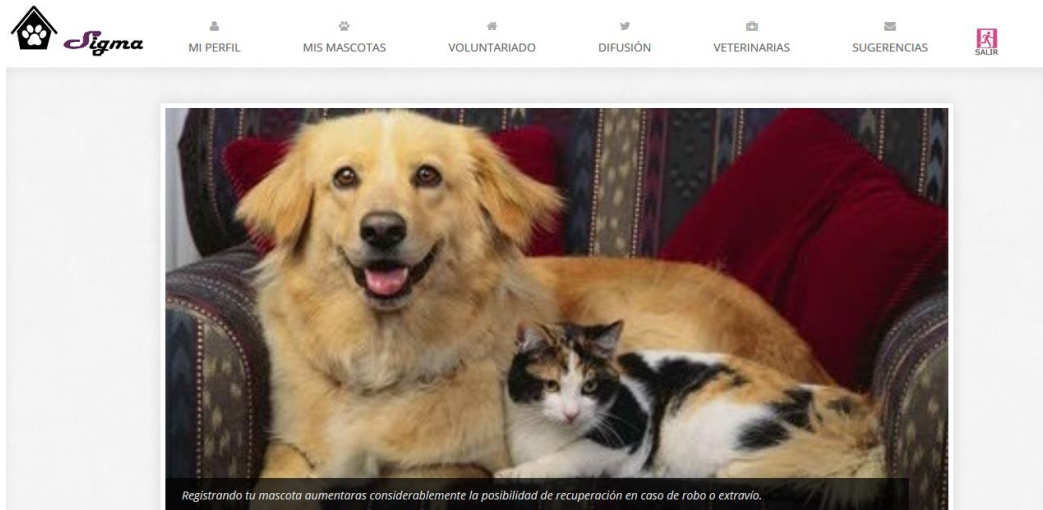 Sigma
MI PERFIL MIS MASCOTAS VOLUNTARIADO DIFUSIÓN VETERINARIAS SUGERENCIAS SALIR
Registrando tu mascota aumentaras considerablemente la posibilidad de recuperación en caso de robo o extravío.